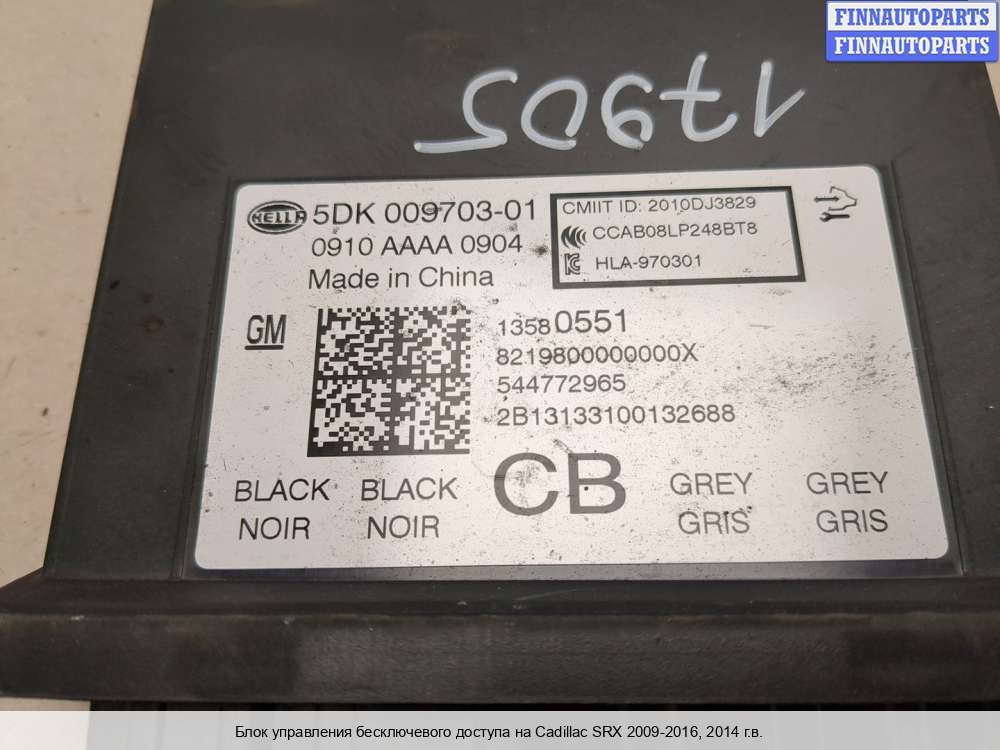 FINNAUTOPARTS
FINNAUTOPARTS
17905
HELLA 5DK 009703-01
0910 AAAA 0904
Made in China
CMIIT ID: 2010DJ3829
CCAB08LP248BT8
HLA-970301
GM
13580551
8219800000000X
544772965
2B13133100132688
CB
BLACK BLACK GREY GREY
NOIR NOIR GRIS GRIS
Блок управления бесключевого доступа на Cadillac SRX 2009-2016, 2014 г.в.